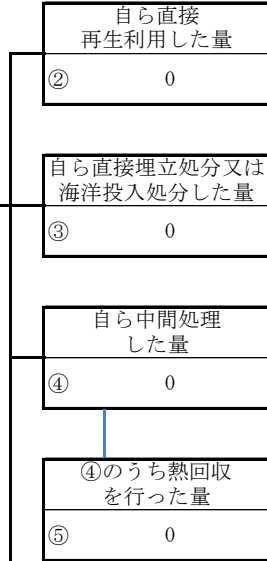 自ら直接
再生利用した量
② 0
自ら直接埋立処分又は
海洋投入処分した量
③ 0
自ら中間処理
した量
④ 0
④のうち熱回収
を行った量
⑤ 0